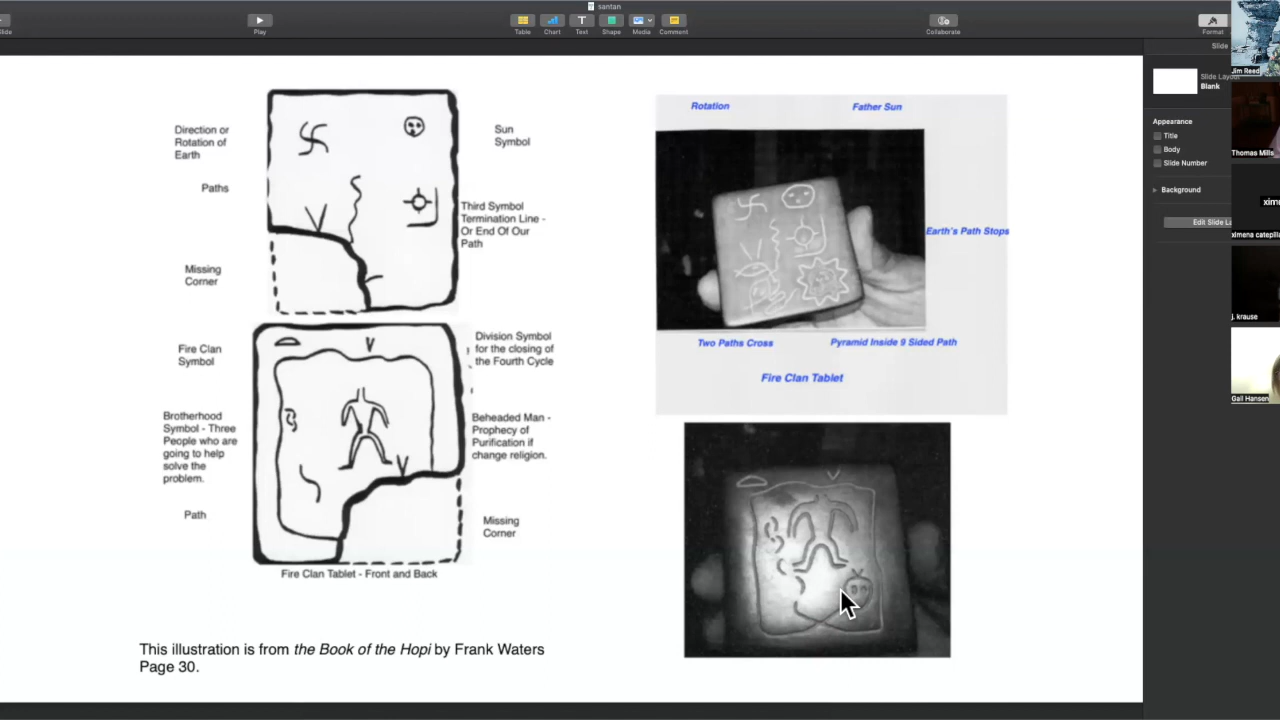 santan
Play
Table
Chart
Text
Shape
Media
Comment
Collaborate
Format
Slide
Direction or
Rotation of
Earth
Paths
Missing
Corner
Sun
Symbol
Third Symbol
Termination Line -
Or End Of Our
Path
Fire Clan
Symbol
Brotherhood
Symbol - Three
People who are
going to help
solve the
problem.
Path
Division Symbol
for the closing of
the Fourth Cycle
Beheaded Man -
Prophecy of
Purification if
change religion.
Missing
Corner
Fire Clan Tablet - Front and Back
This illustration is from the Book of the Hopi by Frank Waters
Page 30.
Rotation
Father Sun
Earth's Path Stops
Two Paths Cross
Pyramid Inside 9 Sided Path
Fire Clan Tablet
Slide Layout
Blank
Appearance
Title
Body
Slide Number
Background
Edit Slide La
Jim Reed
Thomas Mills
xime
ximena catepilla
j. krause
Gail Hansen